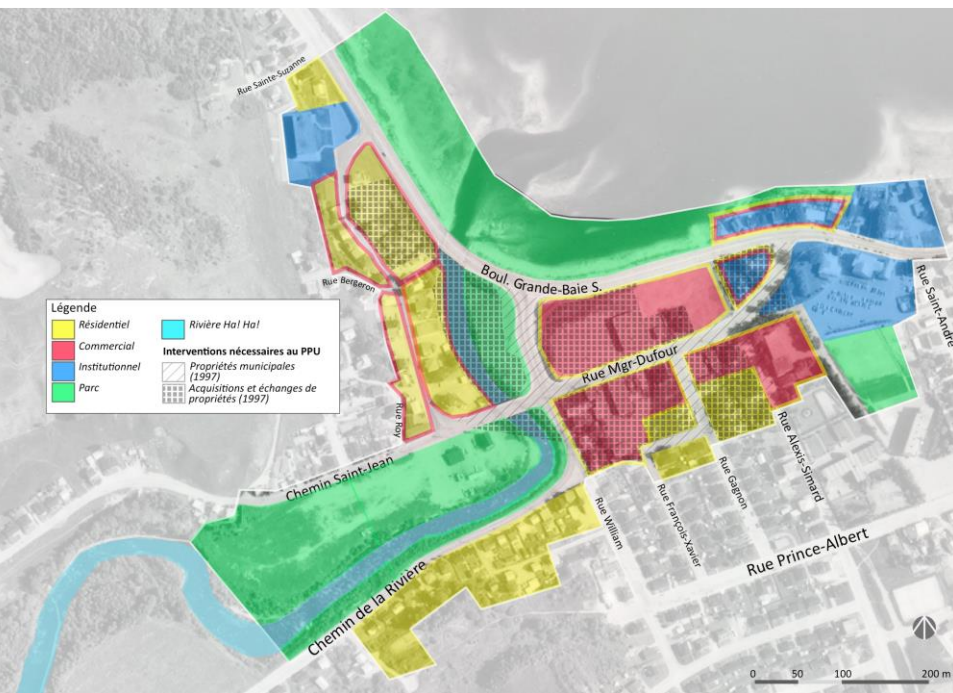 Rue Sainte-Suzanne
Boul. Grande-Baie S.
Rue Bergeron
Rue Saint-André
Légende
Résidentiel
Commercial
Institutionnel
Parc
Rivière Ha! Ha!
Interventions nécessaires au PPU
Propriétés municipales
(1997)
Acquisitions et échanges de
propriétés (1997)
Rue Mgr-Dufour
Rue Roy
Chemin Saint-Jean
Rue Alexis-Simard
Rue Gagnon
Rue William
Rue François-Xavier
Rue Prince-Albert
Chemin de la Rivière
0 50 100 200 m